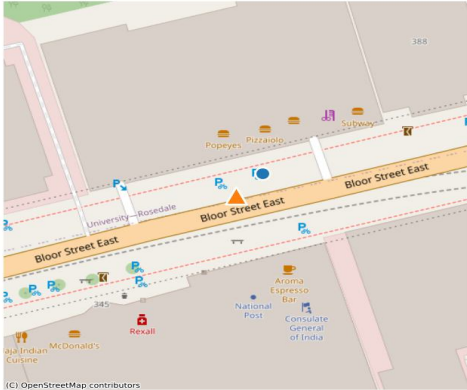 388
Popeyes
Pizzaiolo
Subway
University—Rosedale
Bloor Street East
Bloor Street East
Bloor Street East
345
Rexall
McDonald's
Indian
Cuisine
National
Post
Aroma
Espresso
Bar
Consulate
General
of India
(C) OpenStreetMap contributors